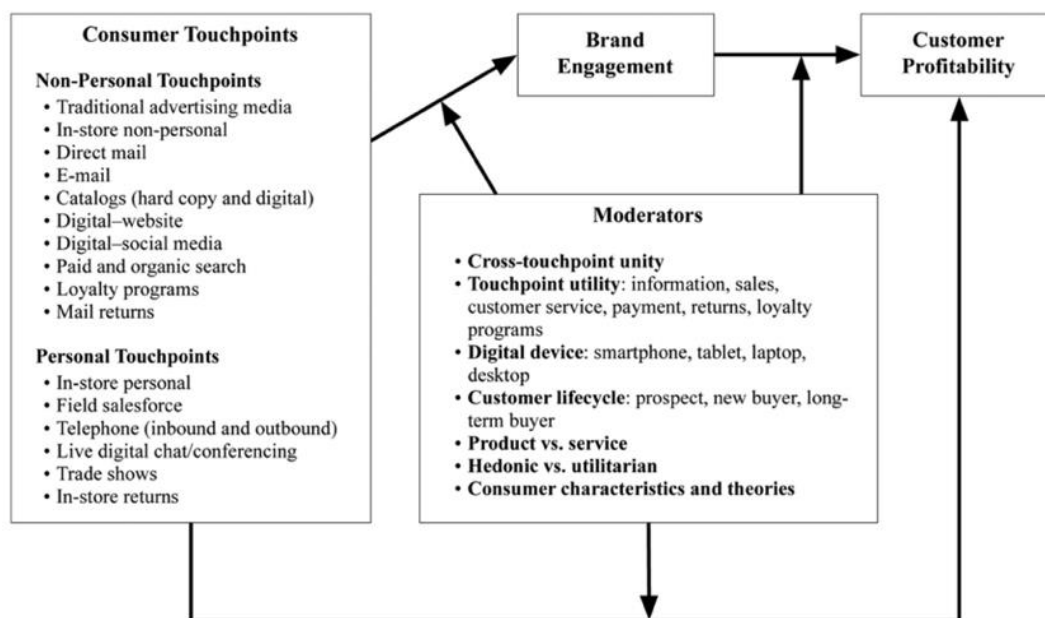 Consumer Touchpoints
Non-Personal Touchpoints
• Traditional advertising media
• In-store non-personal
• Direct mail
• E-mail
• Catalogs (hard copy and digital)
• Digital–website
• Digital–social media
• Paid and organic search
• Loyalty programs
• Mail returns
Personal Touchpoints
• In-store personal
• Field salesforce
• Telephone (inbound and outbound)
• Live digital chat/conferencing
• Trade shows
• In-store returns
Brand
Engagement
Customer
Profitability
Moderators
• Cross-touchpoint unity
• Touchpoint utility: information, sales,
customer service, payment, returns, loyalty
programs
• Digital device: smartphone, tablet, laptop,
desktop
• Customer lifecycle: prospect, new buyer, long-
term buyer
• Product vs. service
• Hedonic vs. utilitarian
• Consumer characteristics and theories